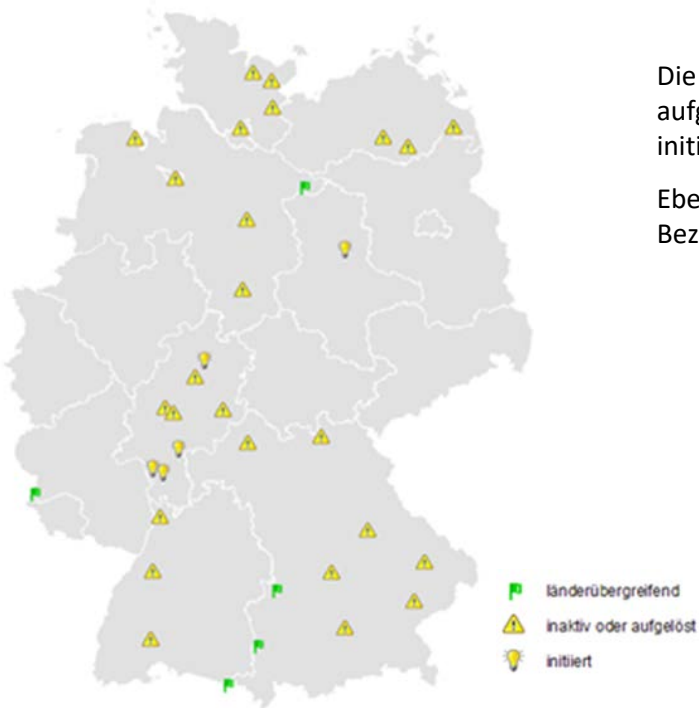 Die
aufg
initi
Ebe
Bez
länderübergreifend
inaktiv oder aufgelöst
initiiert